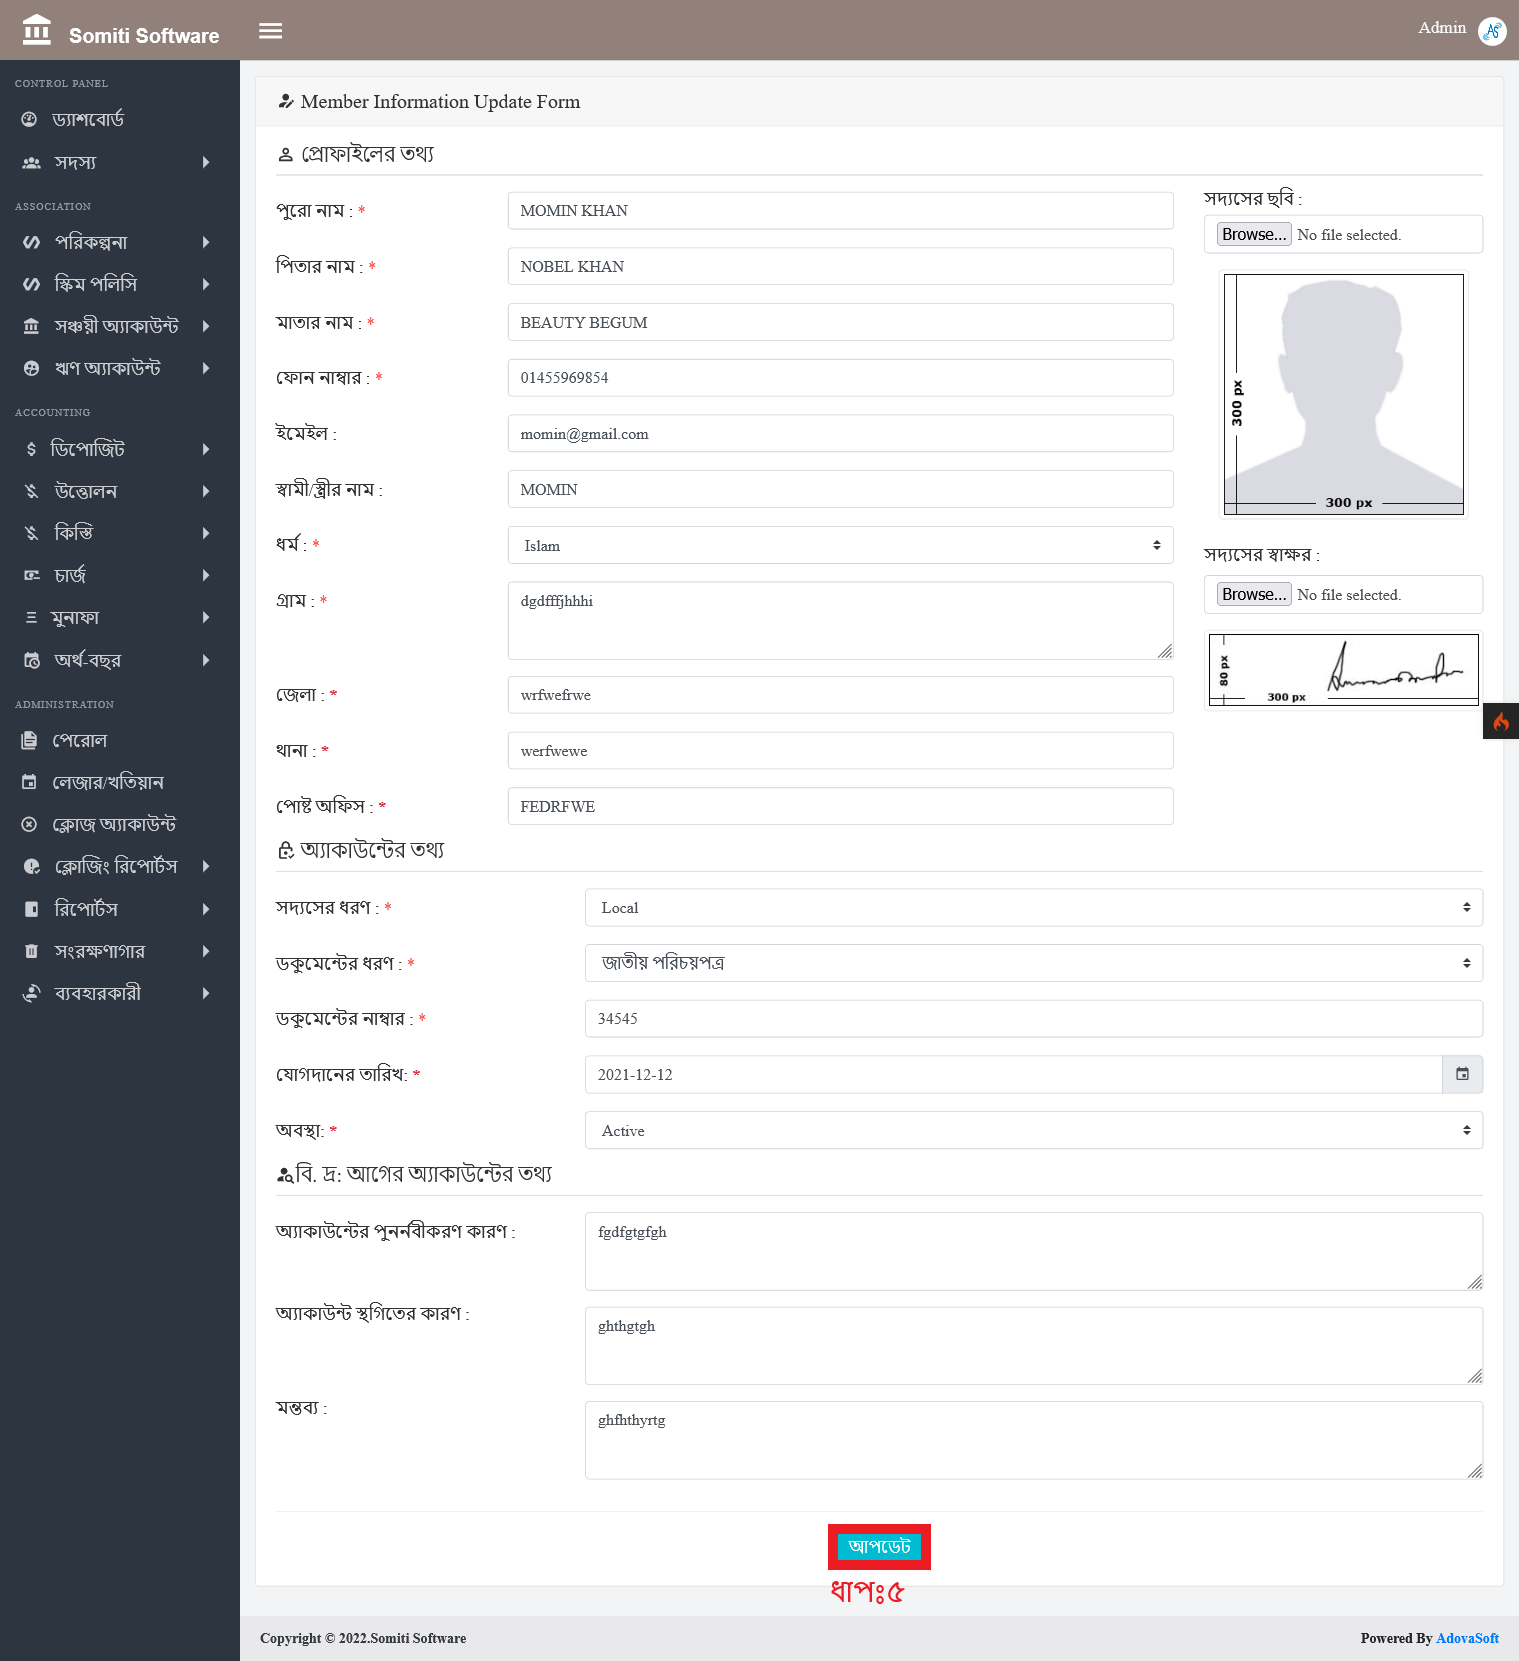 Somiti Software
Admin
CONTROL PANEL
ড্যাশবোর্ড
সদস্য
ASSOCIATION
পরিকল্পনা
স্কিম পলিসি
সঞ্চয়ী অ্যাকাউন্ট
ঋণ অ্যাকাউন্ট
ACCOUNTING
ডিপোজিট
উত্তোলন
কিস্তি
চার্জ
মুনাফা
অর্থ-বছর
ADMINISTRATION
পেরোল
লেজার/খতিয়ান
ক্লোজ অ্যাকাউন্ট
ক্লোজিং রিপোর্টস
রিপোর্টস
সংরক্ষণাগার
ব্যবহারকারী
Member Information Update Form
প্রোফাইলের তথ্য
পুরো নাম : * MOMIN KHAN
পিতার নাম : * NOBEL KHAN
মাতার নাম : * BEAUTY BEGUM
ফোন নাম্বার : * 01455969854
ইমেইল : momin@gmail.com
স্বামী/স্ত্রীর নাম : MOMIN
ধর্ম : * Islam
গ্রাম : * dgdfffjhhhi
জেলা : * wrfwefrwe
থানা : * werfwewe
পোষ্ট অফিস : * FEDRFWE
সদ্যসের ছবি :
Browse... No file selected.
300 px
300 px
সদ্যসের স্বাক্ষর :
Browse... No file selected.
80 px
300 px
অ্যাকাউন্টের তথ্য
সদ্যসের ধরণ : * Local
ডকুমেন্টের ধরণ : * জাতীয় পরিচয়পত্র
ডকুমেন্টের নাম্বার : * 34545
যোগদানের তারিখ: * 2021-12-12
অবস্থা: * Active
বি. দ্র: আগের অ্যাকাউন্টের তথ্য
অ্যাকাউন্টের পুনর্নবীকরণ কারণ : fgdfgtgfgh
অ্যাকাউন্ট স্থগিতের কারণ : ghthgtgh
মন্তব্য : ghfhthyrtg
আপডেট
ধাপঃ৫
Copyright © 2022.Somiti Software
Powered By AdovaSoft